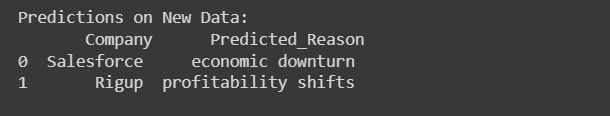 Predictions on New Data:
Company Predicted_Reason
0 Salesforce economic downturn
1 Rigup profitability shifts